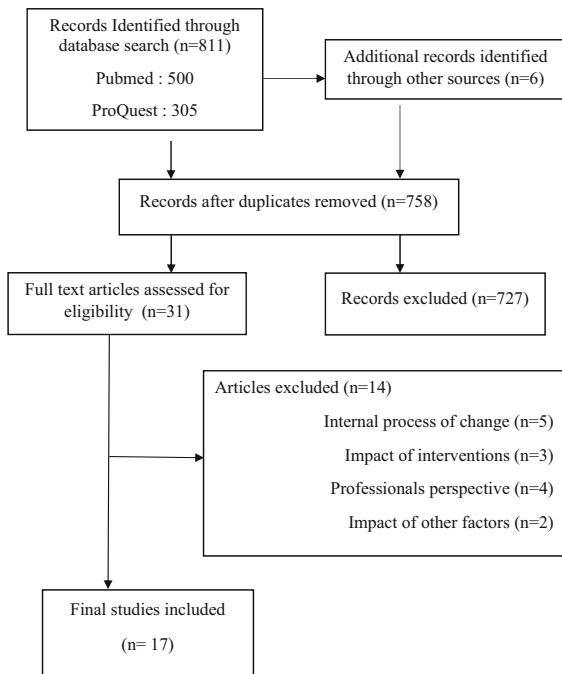 Records Identified through
database search (n=811)
Pubmed : 500
ProQuest : 305
Additional records identified
through other sources
(n=6)
Records after duplicates removed (n=758)
Full text articles assessed for
eligibility (n=31)
Records excluded (n=727)
Articles excluded (n=14)
Internal process of change (n=5)
Impact of interventions (n=3)
Professionals perspective (n=4)
Impact of other factors (n=2)
Final studies included
(n= 17)